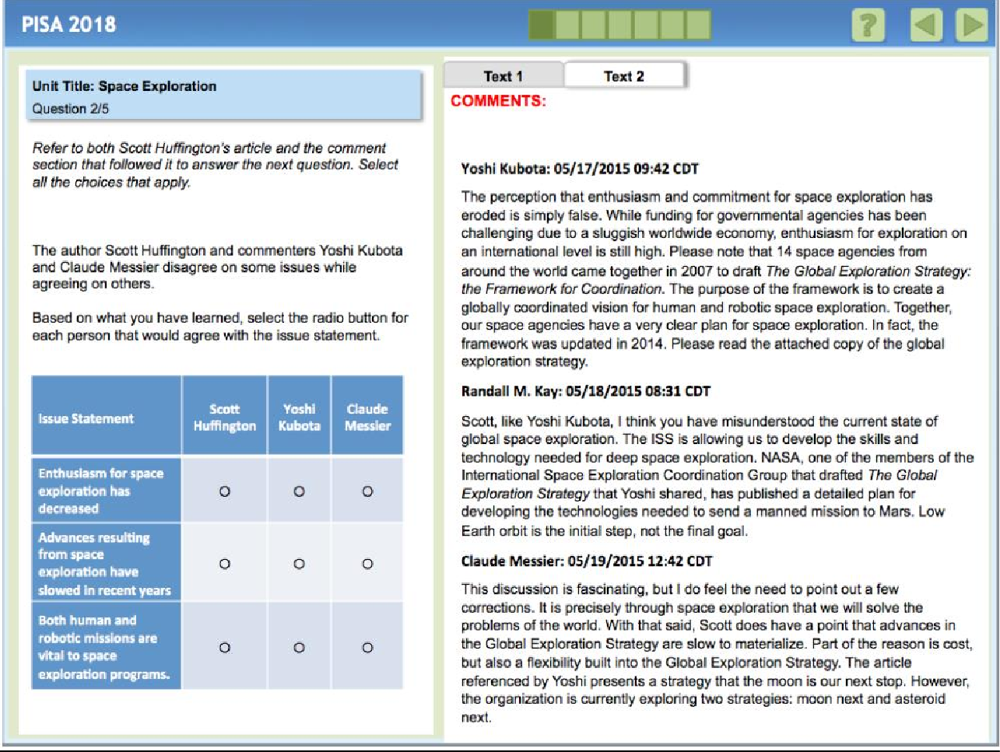 PISA 2018
?
Unit Title: Space Exploration
Question 2/5
Refer to both Scott Huffington's article and the comment
section that followed it to answer the next question. Select
all the choices that apply.
The author Scott Huffington and commenters Yoshi Kubota
and Claude Messier disagree on some issues while
agreeing on others.
Based on what you have learned, select the radio button for
each person that would agree with the issue statement.
Issue Statement
Scott
Huffington
Yoshi
Kubota
Claude
Messier
Enthusiasm for space
exploration has
decreased
Advances resulting
from space
exploration have
slowed in recent years
Both human and
robotic missions are
vital to space
exploration programs.
Text 1
Text 2
COMMENTS:
Yoshi Kubota: 05/17/2015 09:42 CDT
The perception that enthusiasm and commitment for space exploration has
eroded is simply false. While funding for governmental agencies has been
challenging due to a sluggish worldwide economy, enthusiasm for exploration on
an international level is still high. Please note that 14 space agencies from
around the world came together in 2007 to draft The Global Exploration Strategy:
the Framework for Coordination. The purpose of the framework is to create a
globally coordinated vision for human and robotic space exploration. Together,
our space agencies have a very clear plan for space exploration. In fact, the
framework was updated in 2014. Please read the attached copy of the global
exploration strategy.
Randall M. Kay: 05/18/2015 08:31 CDT
Scott, like Yoshi Kubota, I think you have misunderstood the current state of
global space exploration. The ISS is allowing us to develop the skills and
technology needed for deep space exploration. NASA, one of the members of the
International Space Exploration Coordination Group that drafted The Global
Exploration Strategy that Yoshi shared, has published a detailed plan for
developing the technologies needed to send a manned mission to Mars. Low
Earth orbit is the initial step, not the final goal.
Claude Messier: 05/19/2015 12:42 CDT
This discussion is fascinating, but I do feel the need to point out a few
corrections. It is precisely through space exploration that we will solve the
problems of the world. With that said, Scott does have a point that advances in
the Global Exploration Strategy are slow to materialize. Part of the reason is cost,
but also a flexibility built into the Global Exploration Strategy. The article
referenced by Yoshi presents a strategy that the moon is our next stop. However,
the organization is currently exploring two strategies: moon next and asteroid
next.